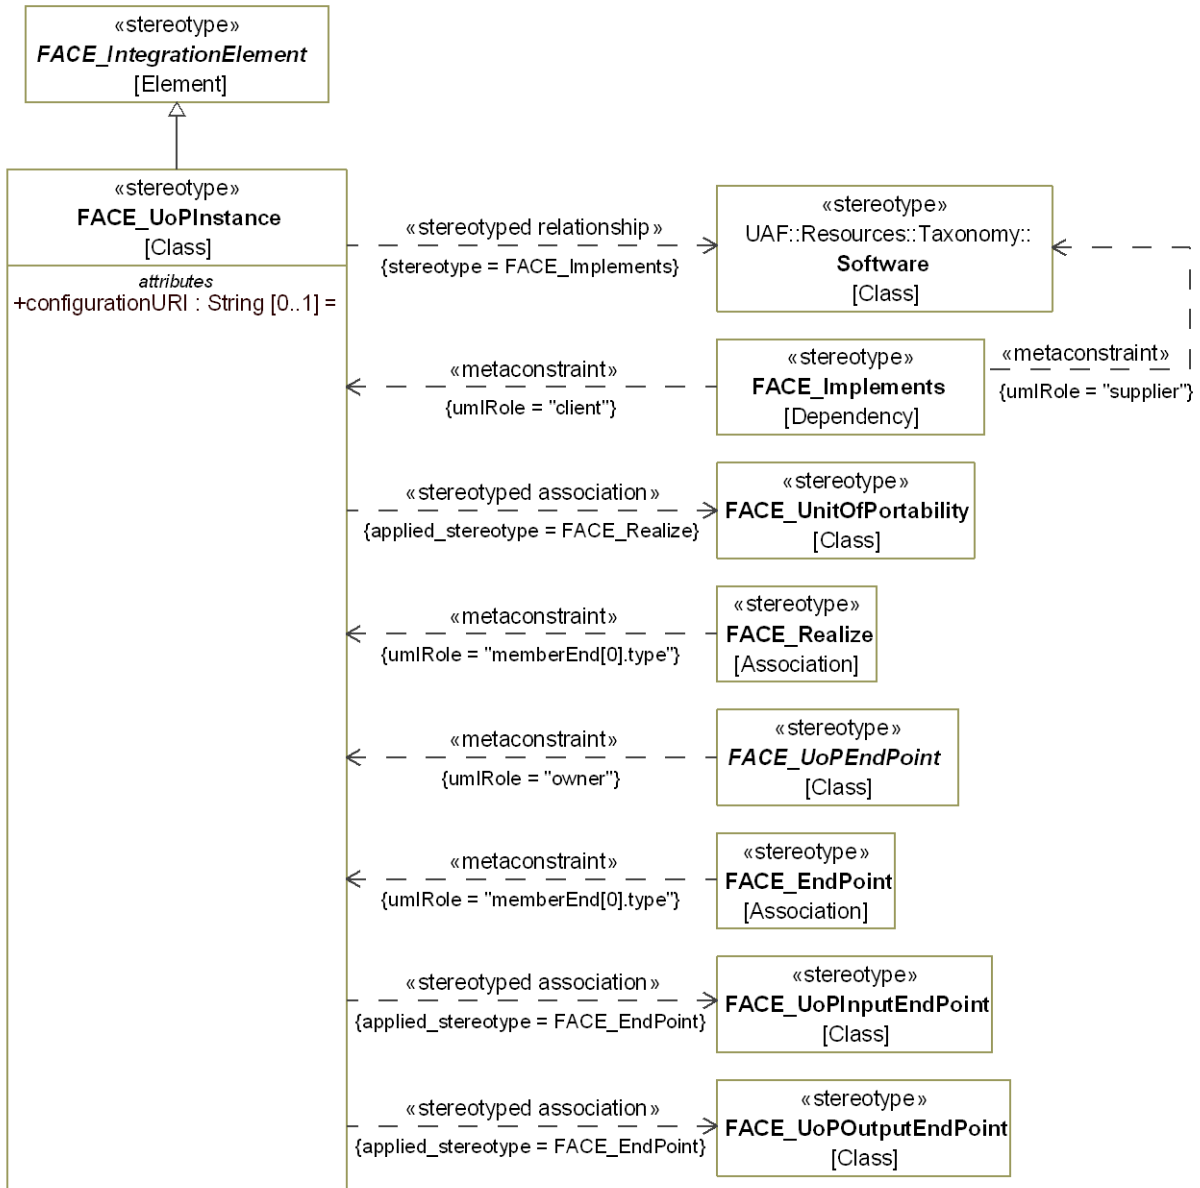 «stereotype»
FACE_IntegrationElement
[Element]
«stereotype»
FACE_UoPInstance
[Class]
attributes
+configurationURI : String [0..1] =
«stereotyped relationship»
{stereotype = FACE_Implements}
«stereotype»
UAF::Resources::Taxonomy::
Software
[Class]
«metaconstraint»
{umlRole = "client"}
«stereotype»
FACE_Implements
[Dependency]
«metaconstraint»
{umlRole = "supplier"}
«stereotyped association»
{applied_stereotype = FACE_Realize}
«stereotype»
FACE_UnitOfPortability
[Class]
«metaconstraint»
{umlRole = "memberEnd[0].type"}
«stereotype»
FACE_Realize
[Association]
«metaconstraint»
{umlRole = "owner"}
«stereotype»
FACE_UoPEndPoint
[Class]
«metaconstraint»
{umlRole = "memberEnd[0].type"}
«stereotype»
FACE_EndPoint
[Association]
«stereotyped association»
{applied_stereotype = FACE_EndPoint}
«stereotype»
FACE_UoPInputEndPoint
[Class]
«stereotyped association»
{applied_stereotype = FACE_EndPoint}
«stereotype»
FACE_UoPOutputEndPoint
[Class]